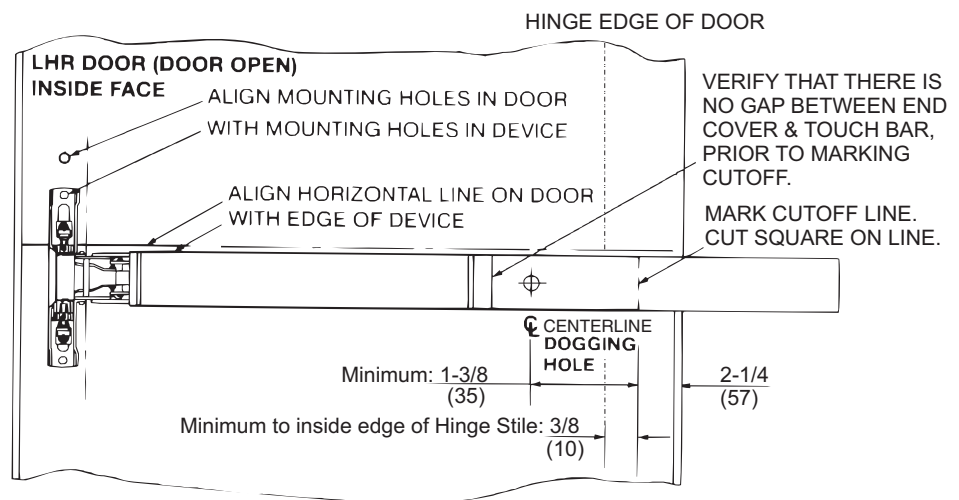 HINGE EDGE OF DOOR
LHR DOOR (DOOR OPEN)
INSIDE FACE
ALIGN MOUNTING HOLES IN DOOR
WITH MOUNTING HOLES IN DEVICE
VERIFY THAT THERE IS
NO GAP BETWEEN END
COVER & TOUCH BAR,
PRIOR TO MARKING
CUTOFF.
ALIGN HORIZONTAL LINE ON DOOR
WITH EDGE OF DEVICE
MARK CUTOFF LINE.
CUT SQUARE ON LINE.
℄ CENTERLINE
DOGGING
HOLE
Minimum: 1-3/8
(35)
2-1/4
(57)
Minimum to inside edge of Hinge Stile: 3/8
(10)